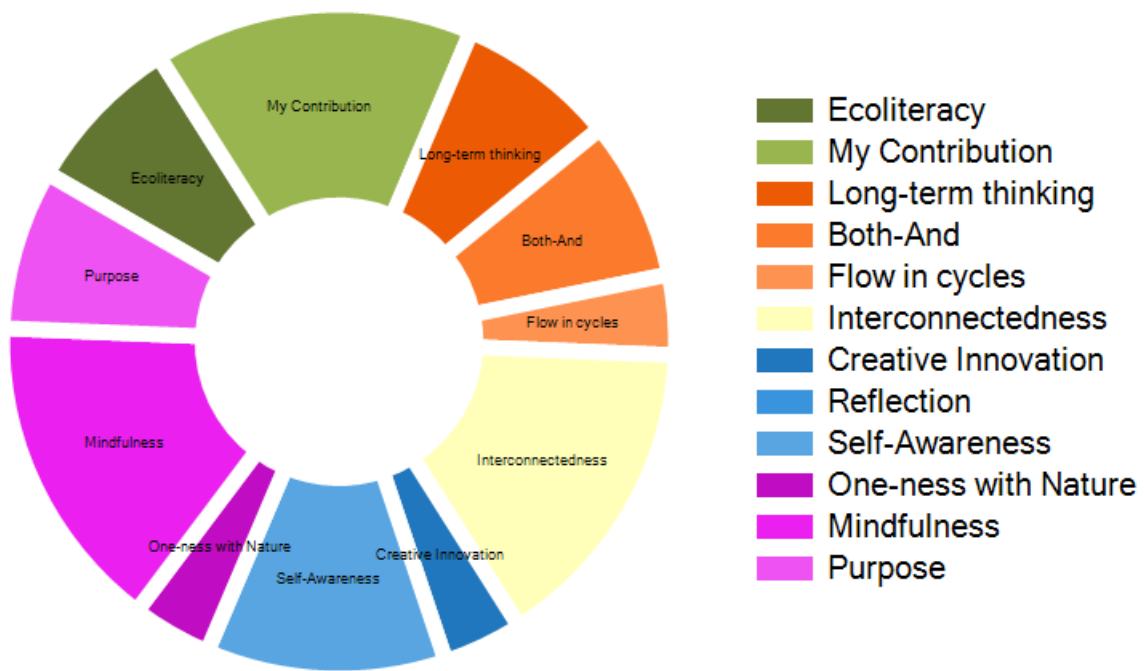 My Contribution
Long-term thinking
Ecoliteracy
Both-And
Purpose
Flow in cycles
Mindfulness
Interconnectedness
One-ness with Nature
Creative Innovation
Self-Awareness
Ecoliteracy
My Contribution
Long-term thinking
Both-And
Flow in cycles
Interconnectedness
Creative Innovation
Reflection
Self-Awareness
One-ness with Nature
Mindfulness
Purpose